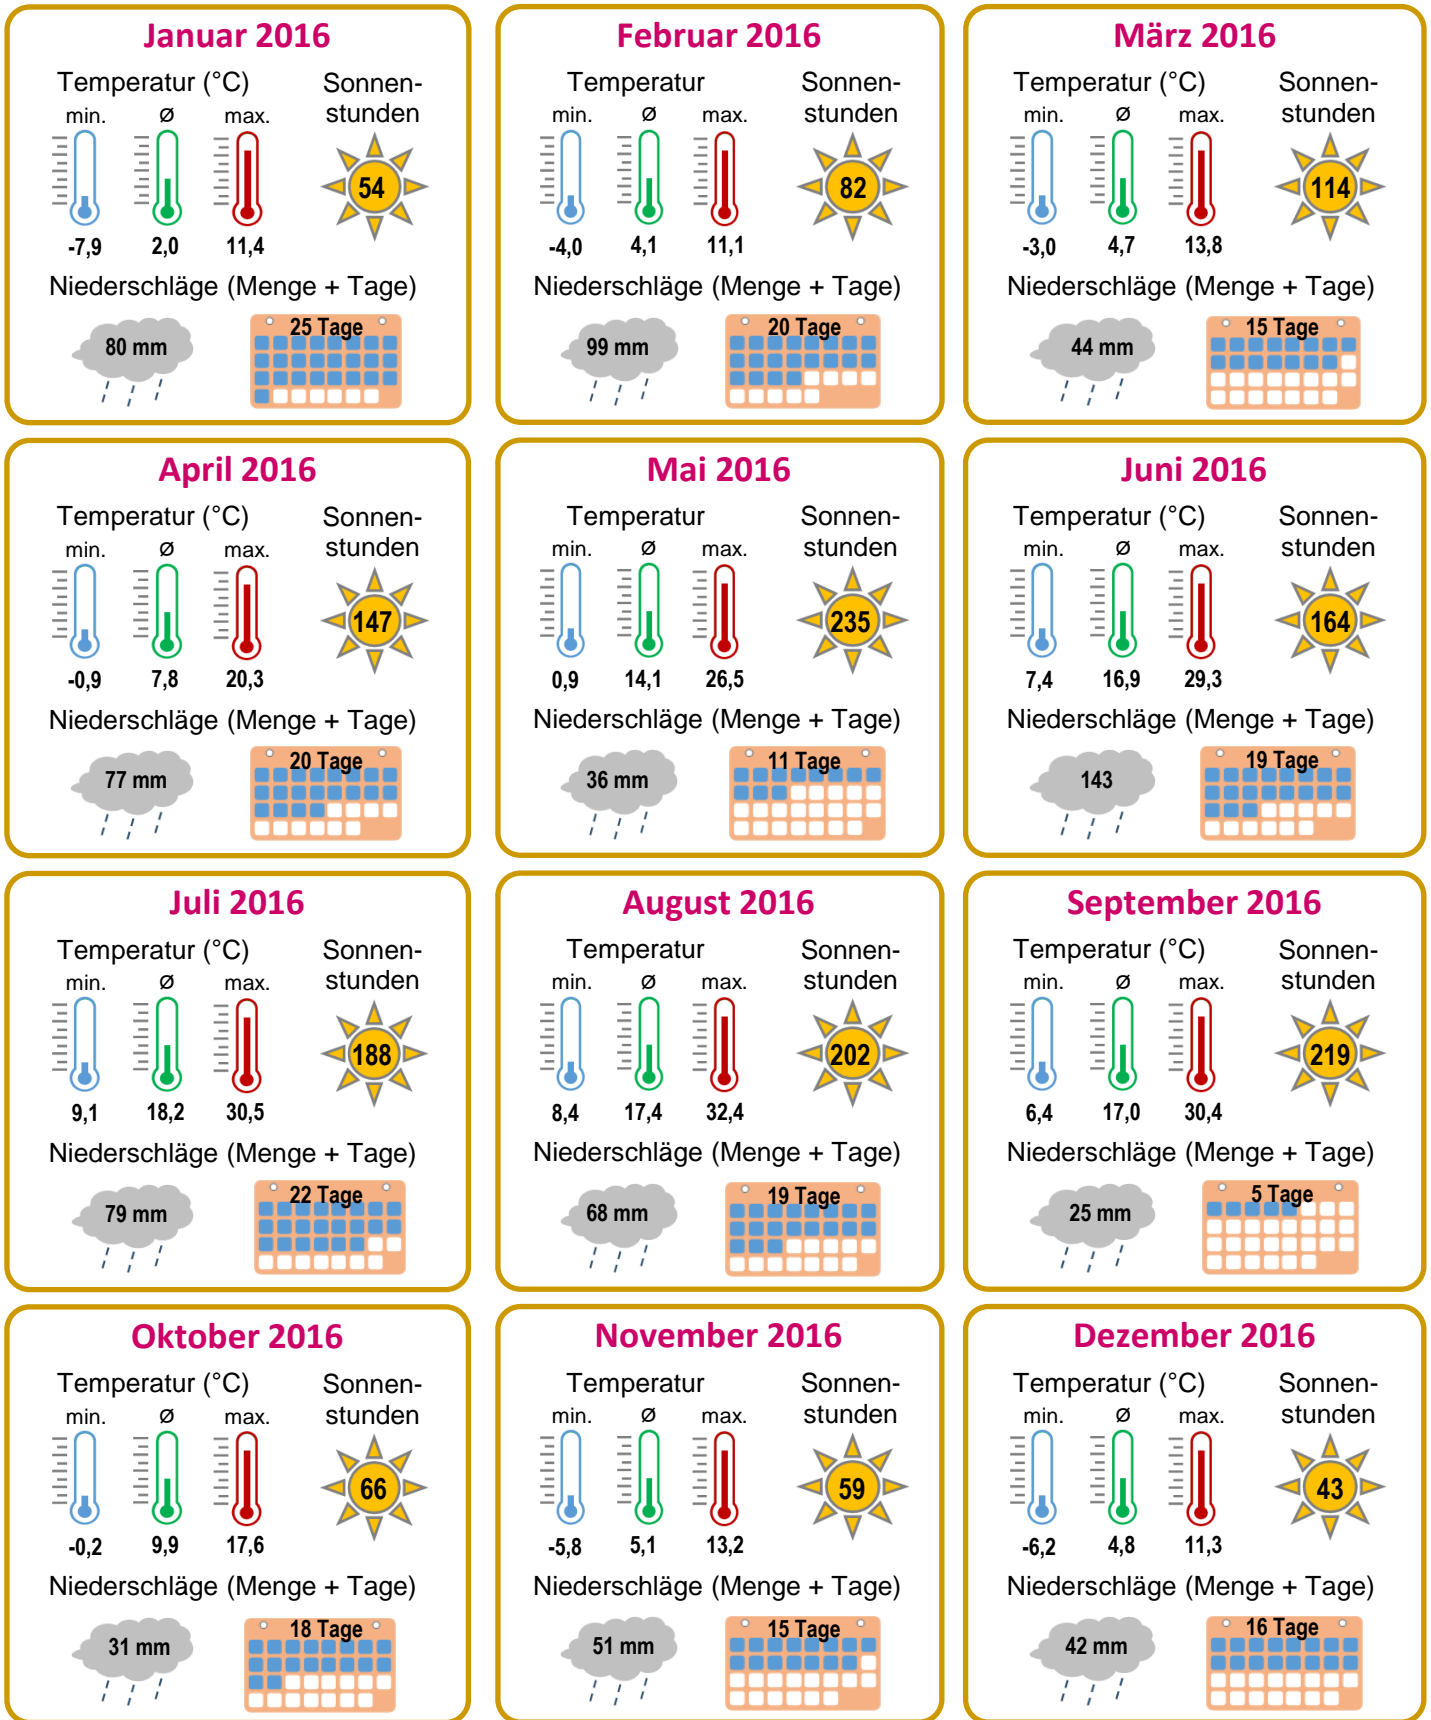 Januar 2016
Temperatur (°C)
Sonnen-
stunden
min. ø max.
54
-7,9 2,0 11,4
Niederschläge (Menge + Tage)
80 mm
25 Tage
Februar 2016
Temperatur
Sonnen-
stunden
min. ø max.
82
-4,0 4,1 11,1
Niederschläge (Menge + Tage)
99 mm
20 Tage
März 2016
Temperatur (°C)
Sonnen-
stunden
min. ø max.
114
-3,0 4,7 13,8
Niederschläge (Menge + Tage)
44 mm
15 Tage
April 2016
Temperatur (°C)
Sonnen-
stunden
min. ø max.
147
-0,9 7,8 20,3
Niederschläge (Menge + Tage)
77 mm
20 Tage
Mai 2016
Temperatur
Sonnen-
stunden
min. ø max.
235
0,9 14,1 26,5
Niederschläge (Menge + Tage)
36 mm
11 Tage
Juni 2016
Temperatur (°C)
Sonnen-
stunden
min. ø max.
164
7,4 16,9 29,3
Niederschläge (Menge + Tage)
143
19 Tage
Juli 2016
Temperatur (°C)
Sonnen-
stunden
min. ø max.
188
9,1 18,2 30,5
Niederschläge (Menge + Tage)
79 mm
22 Tage
August 2016
Temperatur
Sonnen-
stunden
min. ø max.
202
8,4 17,4 32,4
Niederschläge (Menge + Tage)
68 mm
19 Tage
September 2016
Temperatur (°C)
Sonnen-
stunden
min. ø max.
219
6,4 17,0 30,4
Niederschläge (Menge + Tage)
25 mm
5 Tage
Oktober 2016
Temperatur (°C)
Sonnen-
stunden
min. ø max.
66
-0,2 9,9 17,6
Niederschläge (Menge + Tage)
31 mm
18 Tage
November 2016
Temperatur
Sonnen-
stunden
min. ø max.
59
-5,8 5,1 13,2
Niederschläge (Menge + Tage)
51 mm
15 Tage
Dezember 2016
Temperatur (°C)
Sonnen-
stunden
min. ø max.
43
-6,2 4,8 11,3
Niederschläge (Menge + Tage)
42 mm
16 Tage